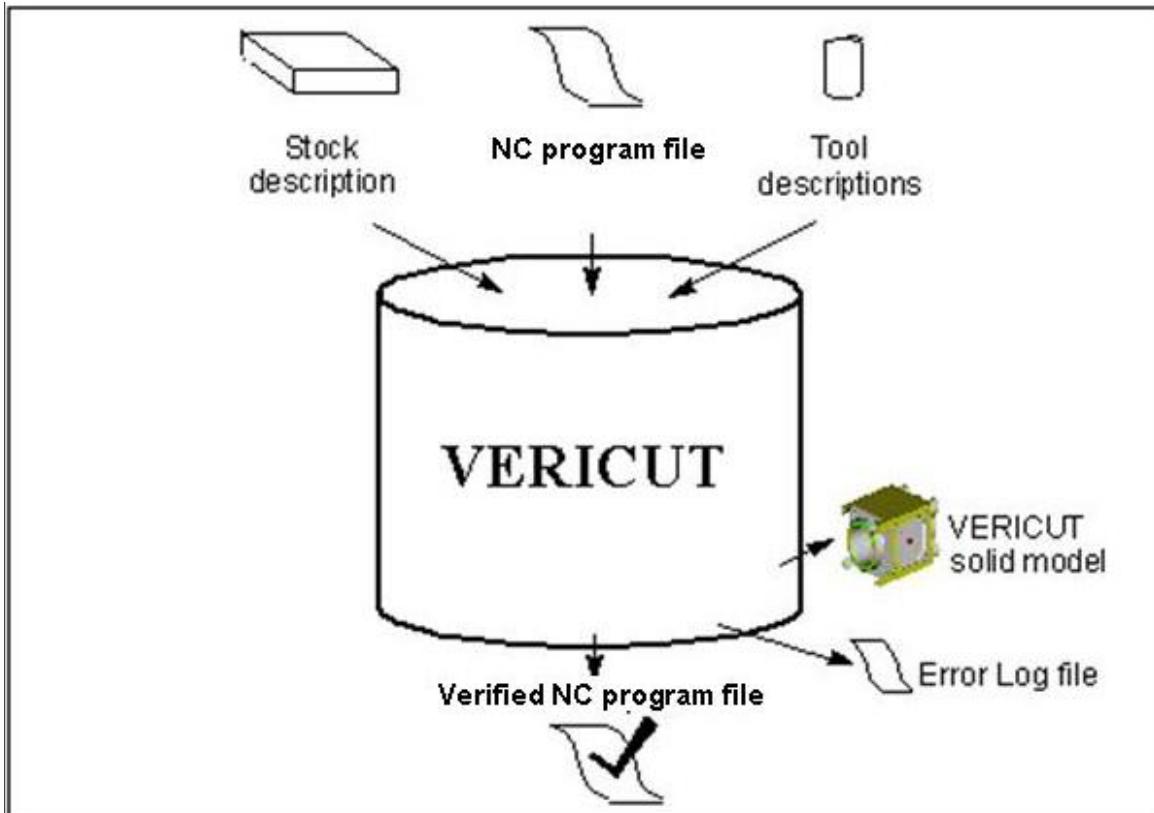 Stock
description
NC program file
Tool
descriptions
VERICUT
VERICUT
solid model
Error Log file
Verified NC program file